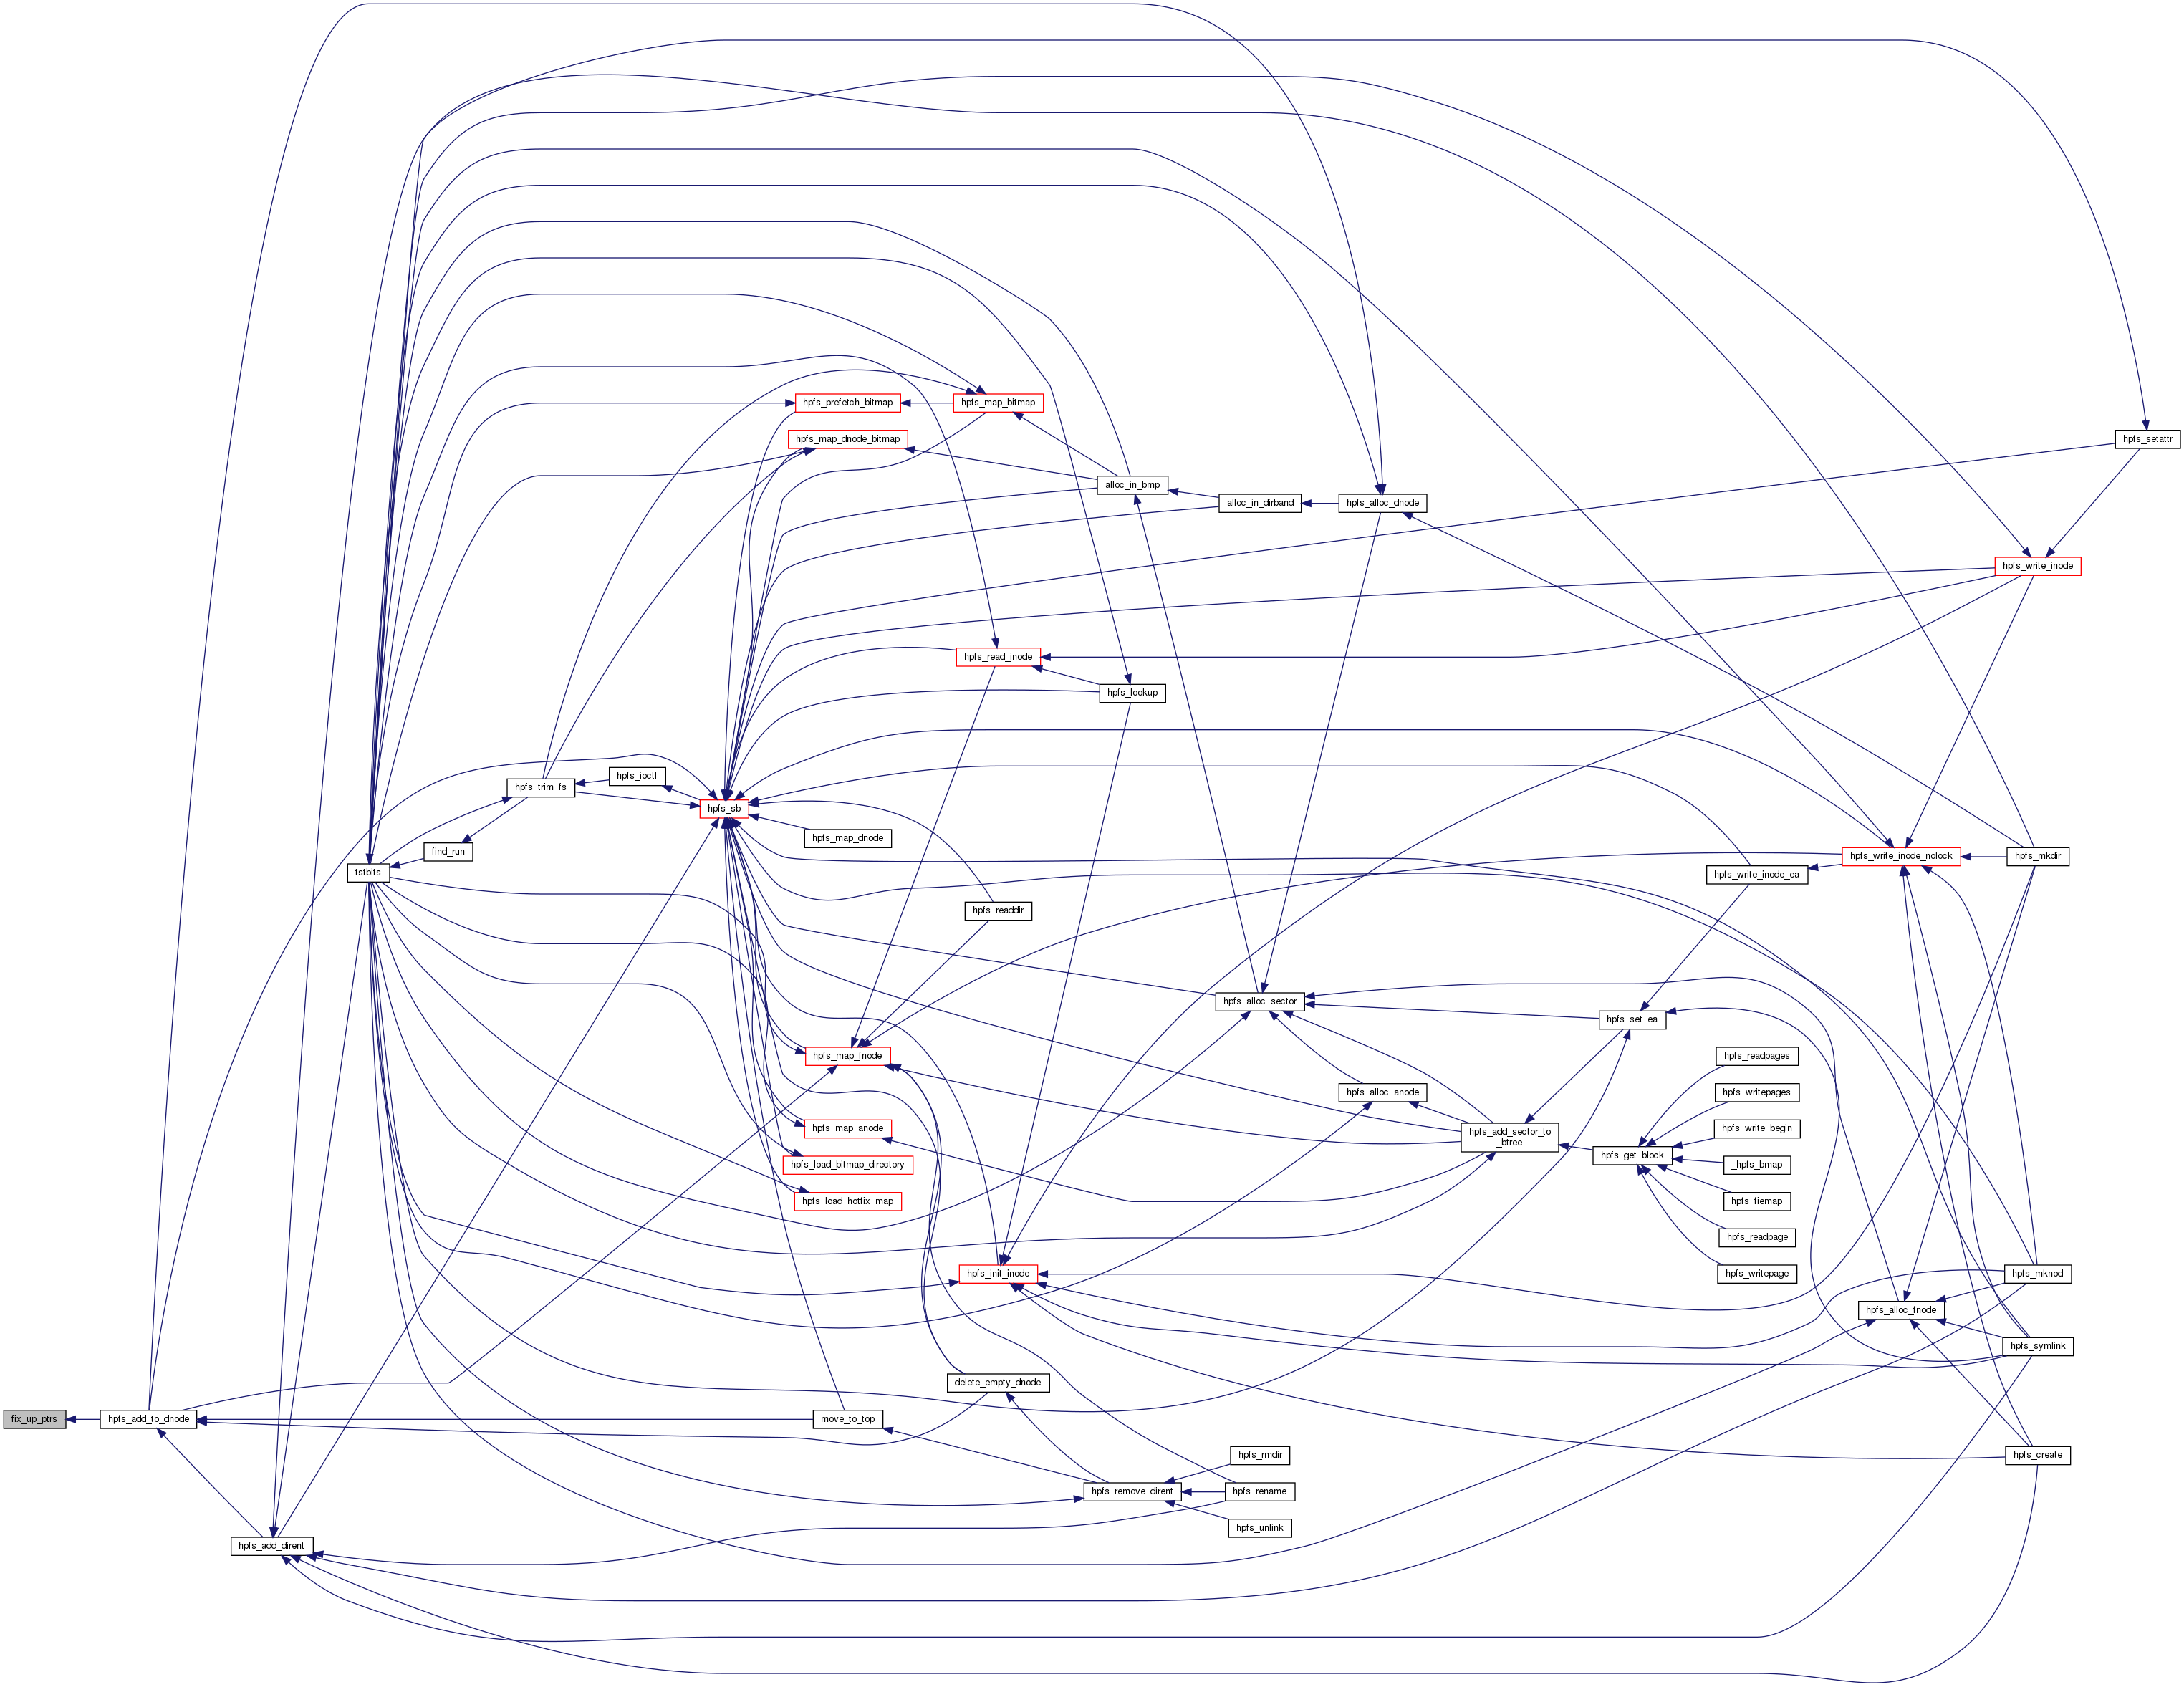 hpfs_prefetch_bitmap
hpfs_map_bitmap
hpfs_map_dnode_bitmap
hpfs_setattr
alloc_in_bmp
alloc_in_dirband
hpfs_alloc_dnode
hpfs_write_inode
hpfs_read_inode
hpfs_lookup
hpfs_ioctl
hpfs_trim_fs
hpfs_sb
hpfs_map_dnode
find_run
hpfs_write_inode_nolock
hpfs_mkdir
tstbits
hpfs_write_inode_ea
hpfs_readdir
hpfs_alloc_sector
hpfs_set_ea
hpfs_map_fnode
hpfs_readpages
hpfs_alloc_anode
hpfs_writepages
hpfs_map_anode
hpfs_write_begin
hpfs_add_sector_to
_btree
hpfs_get_block
hpfs_load_bitmap_directory
_hpfs_bmap
hpfs_load_hotfix_map
hpfs_fiemap
hpfs_readpage
hpfs_init_inode
hpfs_writepage
hpfs_mknod
hpfs_alloc_fnode
hpfs_symlink
delete_empty_dnode
fix_up_ptrs
hpfs_add_to_dnode
move_to_top
hpfs_rmdir
hpfs_create
hpfs_remove_dirent
hpfs_rename
hpfs_unlink
hpfs_add_dirent